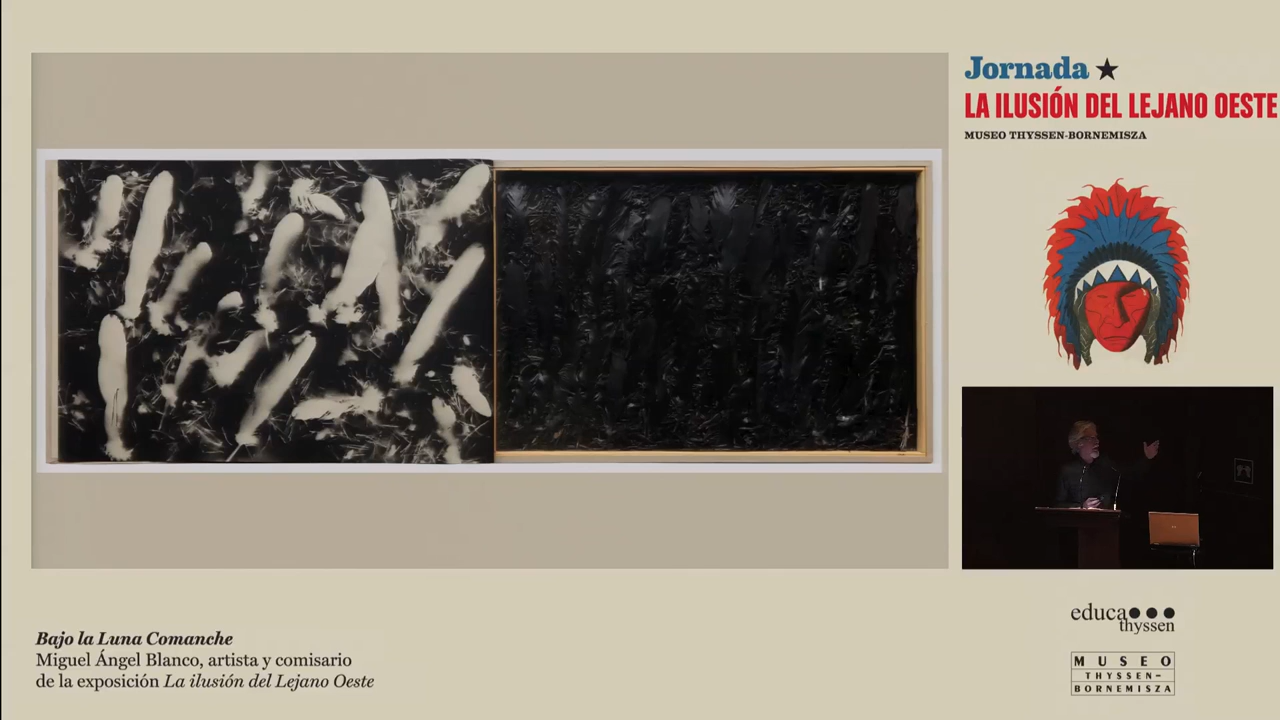 Jornada
LA ILUSIÓN DEL LEJANO OESTE
MUSEO THYSSEN-BORNEMISZA
Bajo la Luna Comanche
Miguel Ángel Blanco, artista y comisario
de la exposición La ilusión del Lejano Oeste
educa
thyssen
MUSEO
THYSSEN-
BORNEMISZA